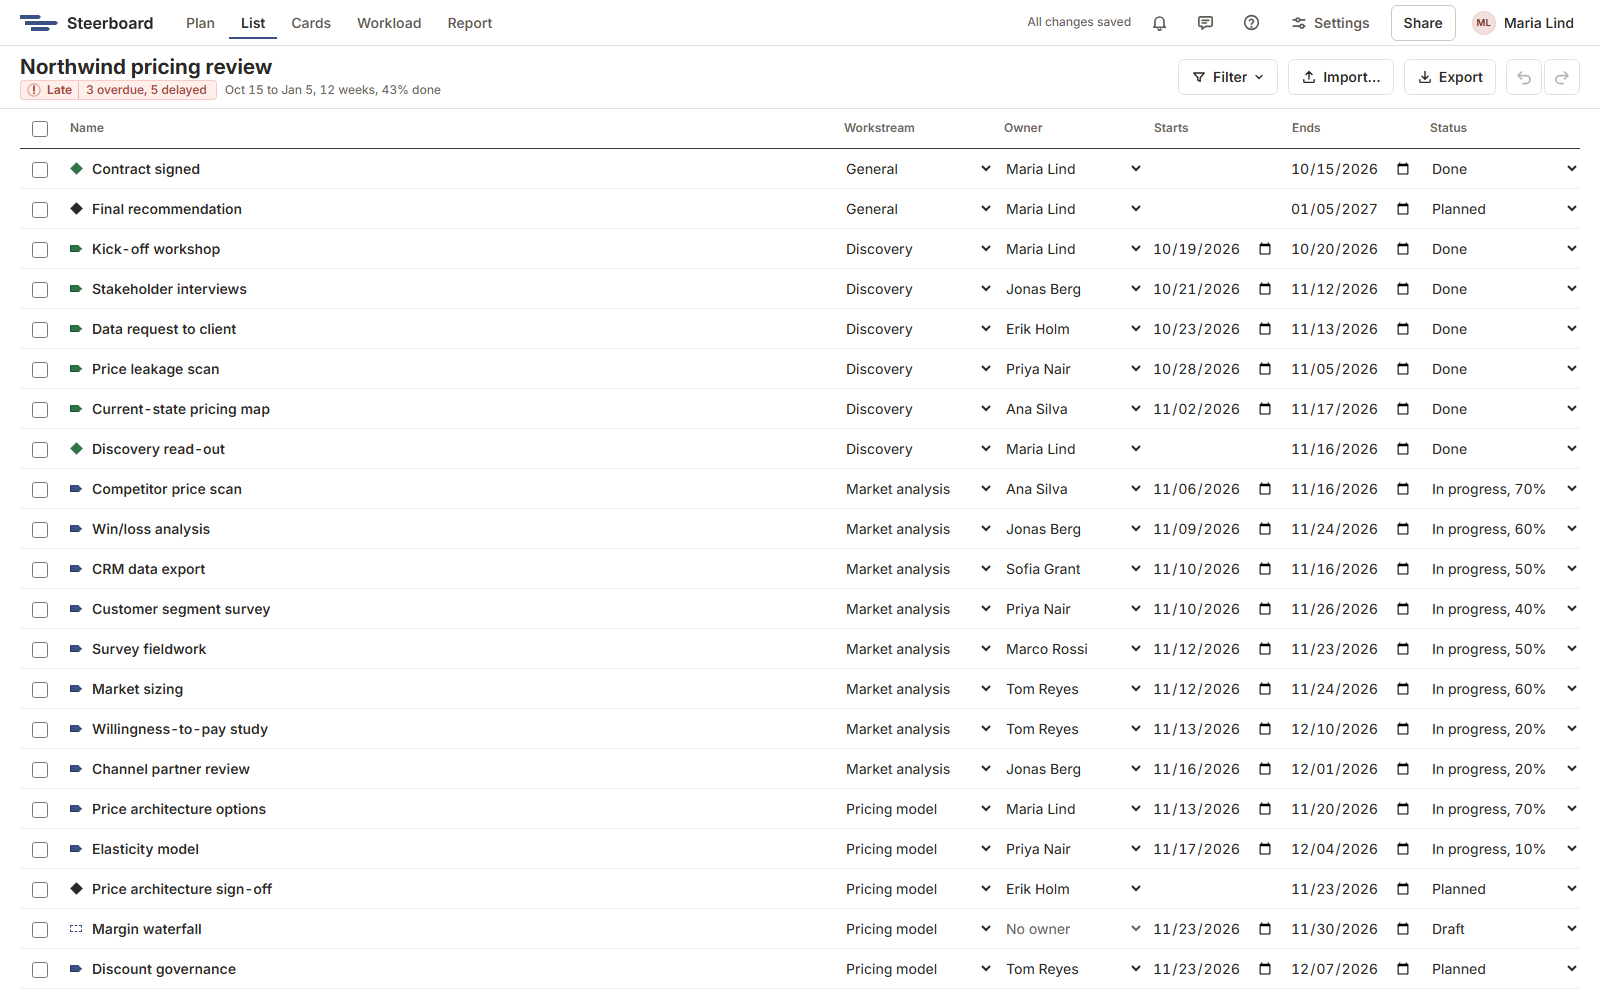 Steerboard Plan List Cards Workload Report All changes saved Settings Share ML Maria Lind
Northwind pricing review
Late 3 overdue, 5 delayed Oct 15 to Jan 5, 12 weeks, 43% done Filter Import... Export
Name Workstream Owner Starts Ends Status
Contract signed General Maria Lind 10/15/2026 Done
Final recommendation General Maria Lind 01/05/2027 Planned
Kick-off workshop Discovery Maria Lind 10/19/2026 10/20/2026 Done
Stakeholder interviews Discovery Jonas Berg 10/21/2026 11/12/2026 Done
Data request to client Discovery Erik Holm 10/23/2026 11/13/2026 Done
Price leakage scan Discovery Priya Nair 10/28/2026 11/05/2026 Done
Current-state pricing map Discovery Ana Silva 11/02/2026 11/17/2026 Done
Discovery read-out Discovery Maria Lind 11/16/2026 Done
Competitor price scan Market analysis Ana Silva 11/06/2026 11/16/2026 In progress, 70%
Win/loss analysis Market analysis Jonas Berg 11/09/2026 11/24/2026 In progress, 60%
CRM data export Market analysis Sofia Grant 11/10/2026 11/16/2026 In progress, 50%
Customer segment survey Market analysis Priya Nair 11/10/2026 11/26/2026 In progress, 40%
Survey fieldwork Market analysis Marco Rossi 11/12/2026 11/23/2026 In progress, 50%
Market sizing Market analysis Tom Reyes 11/12/2026 11/24/2026 In progress, 60%
Willingness-to-pay study Market analysis Tom Reyes 11/13/2026 12/10/2026 In progress, 20%
Channel partner review Market analysis Jonas Berg 11/16/2026 12/01/2026 In progress, 20%
Price architecture options Pricing model Maria Lind 11/13/2026 11/20/2026 In progress, 70%
Elasticity model Pricing model Priya Nair 11/17/2026 12/04/2026 In progress, 10%
Price architecture sign-off Pricing model Erik Holm 11/23/2026 Planned
Margin waterfall Pricing model No owner 11/23/2026 11/30/2026 Draft
Discount governance Pricing model Tom Reyes 11/23/2026 12/07/2026 Planned